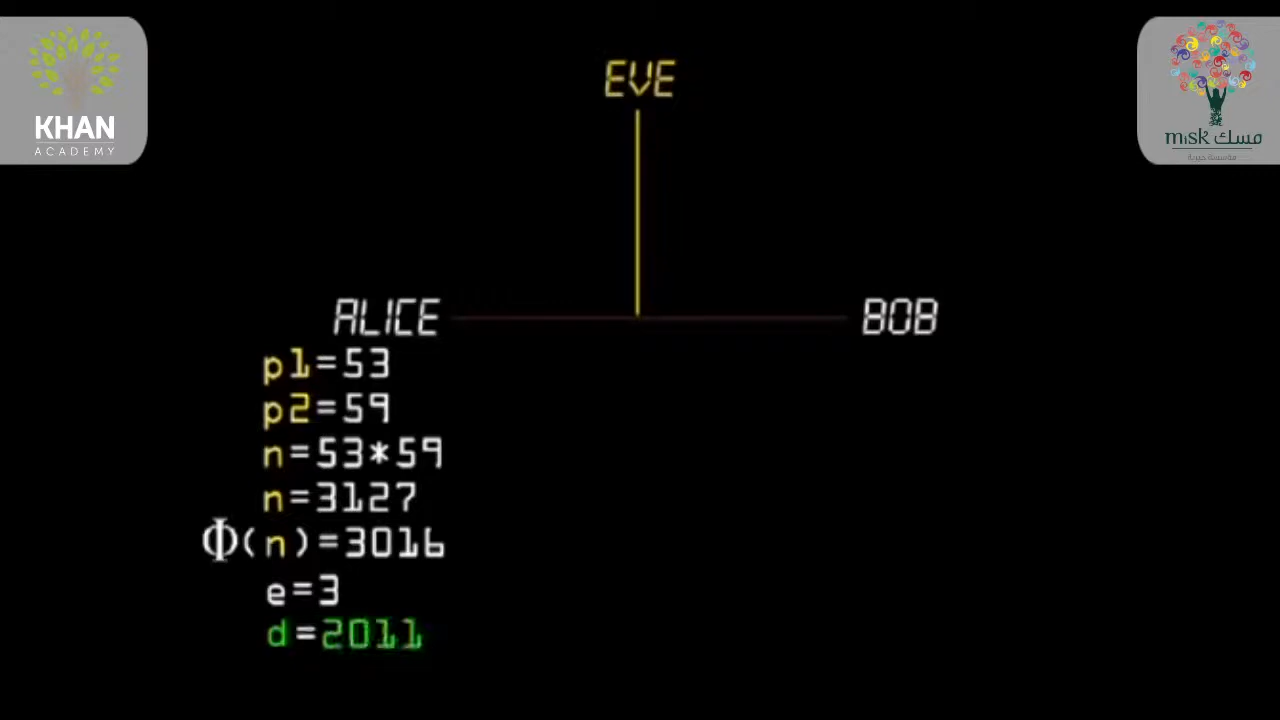 KHAN
ACADEMY
EVE
مسك misk
ALICE
BOB
p1=53
p2=59
n=53*59
n=3127
Φ(n)=3016
e=3
d=2011